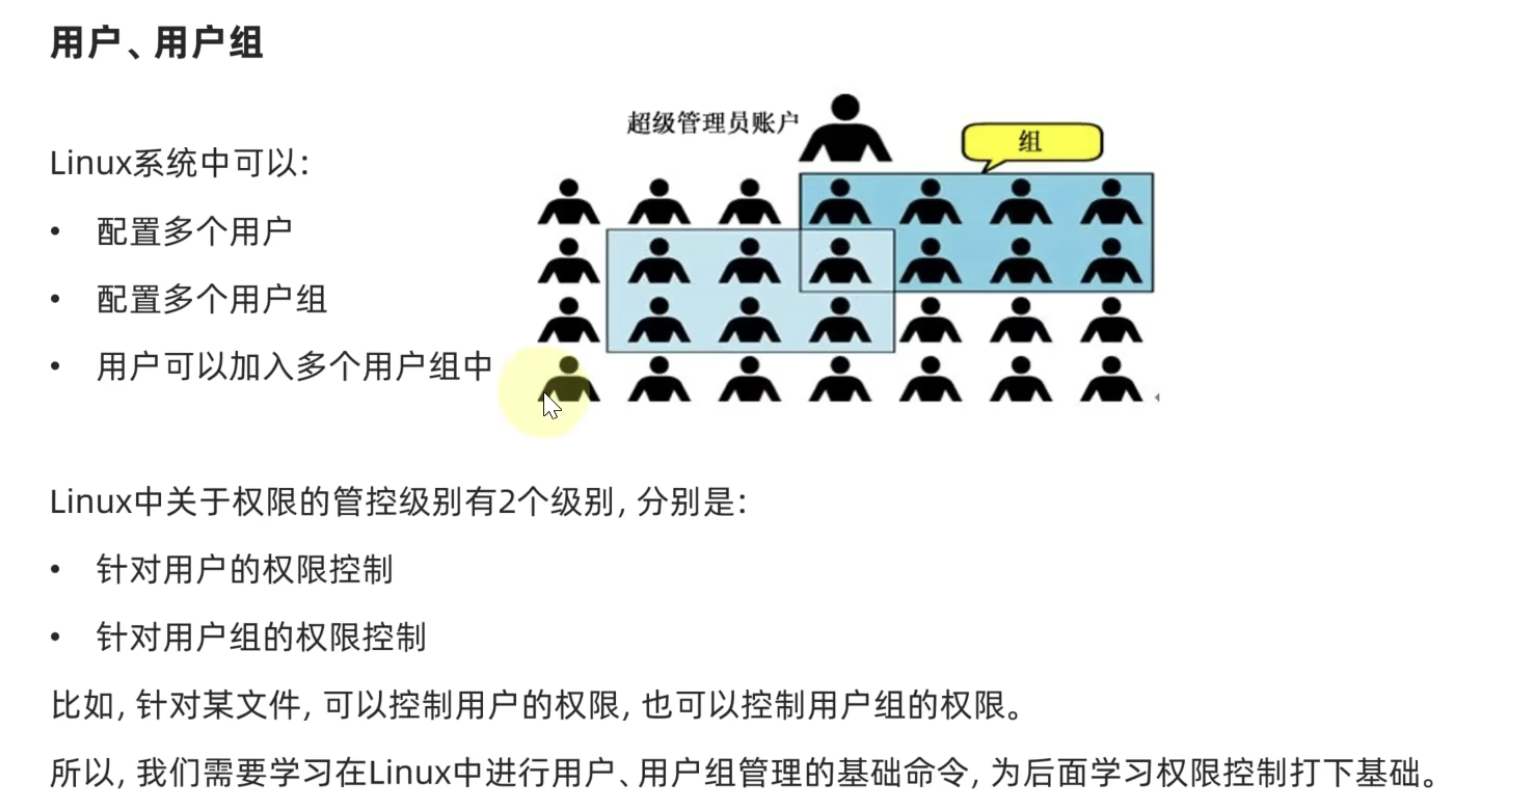 用户、用户组
超级管理员账户
组
Linux系统中可以：
• 配置多个用户
• 配置多个用户组
• 用户可以加入多个用户组中
Linux中关于权限的管控级别有2个级别，分别是：
• 针对用户的权限控制
• 针对用户组的权限控制
比如，针对某文件，可以控制用户的权限，也可以控制用户组的权限。
所以，我们需要学习在Linux中进行用户、用户组管理的基础命令，为后面学习权限控制打下基础。